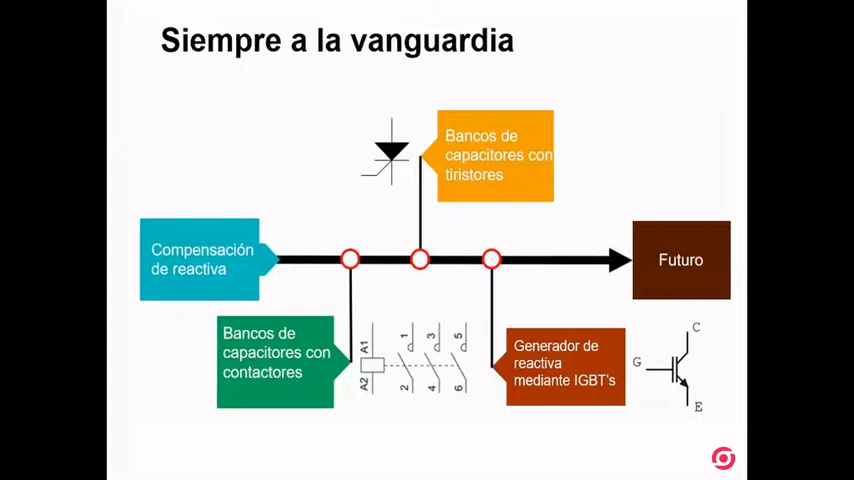 Siempre a la vanguardia
Bancos de
capacitores con
tiristores
Compensación
de reactiva
Futuro
Bancos de
capacitores con
contactores
A1
A2
1
3
5
2
4
6
Generador de
reactiva
mediante IGBT's
C
G
E